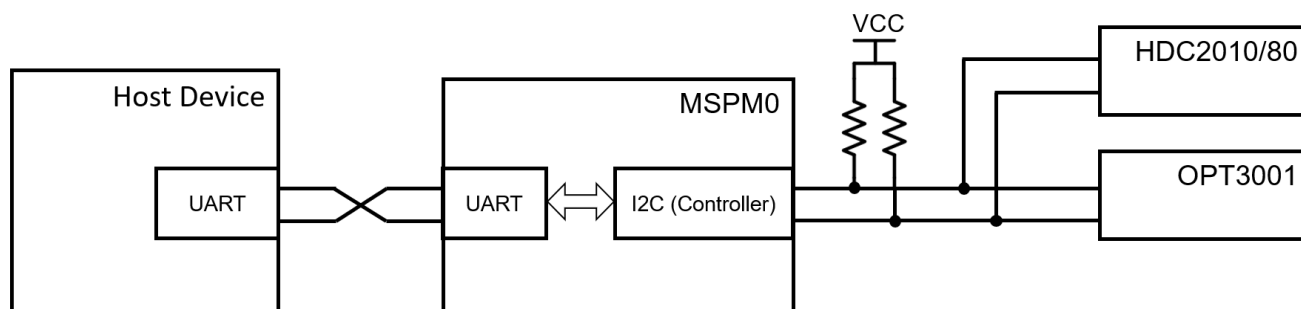 VCC
HDC2010/80
Host Device
MSPM0
OPT3001
UART
UART
I2C (Controller)